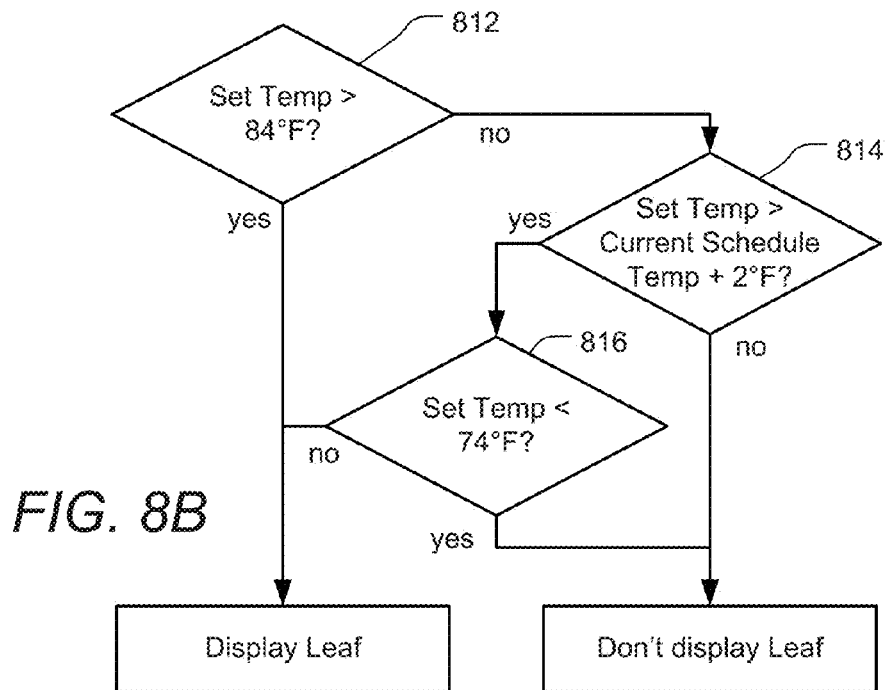 812
Set Temp >
84°F?
no
yes
814
Set Temp >
Current Schedule
Temp + 2°F?
yes
no
816
Set Temp <
74°F?
no
yes
FIG. 8B
Display Leaf
Don't display Leaf